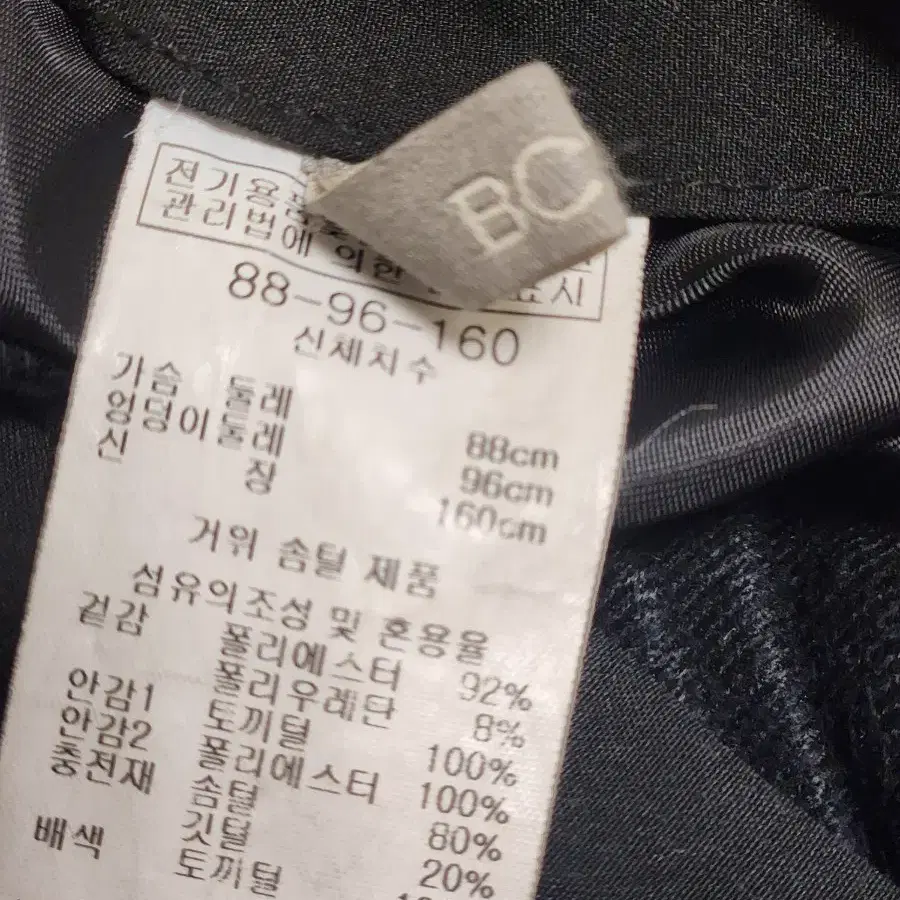 BC
전기용품
관리법에 의한 표시
88-96-160
신체치수
가슴 둘레 88cm
엉덩이둘레 96cm
신 장 160cm
거위 솜털 제품
섬유의조성 및 혼용율
겉감 폴리에스터 92%
폴리우레탄 8%
안감1 토끼털 100%
안감2 폴리에스터 100%
충전재 솜털 80%
깃털 20%
배색 토끼털